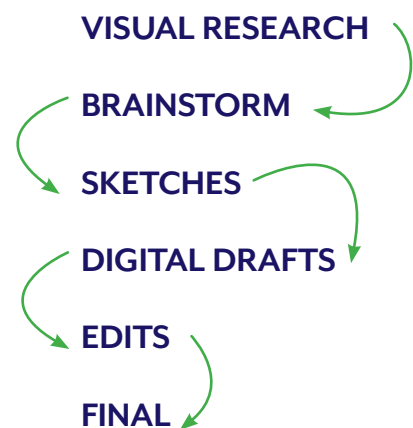 VISUAL RESEARCH
BRAINSTORM
SKETCHES
DIGITAL DRAFTS
EDITS
FINAL